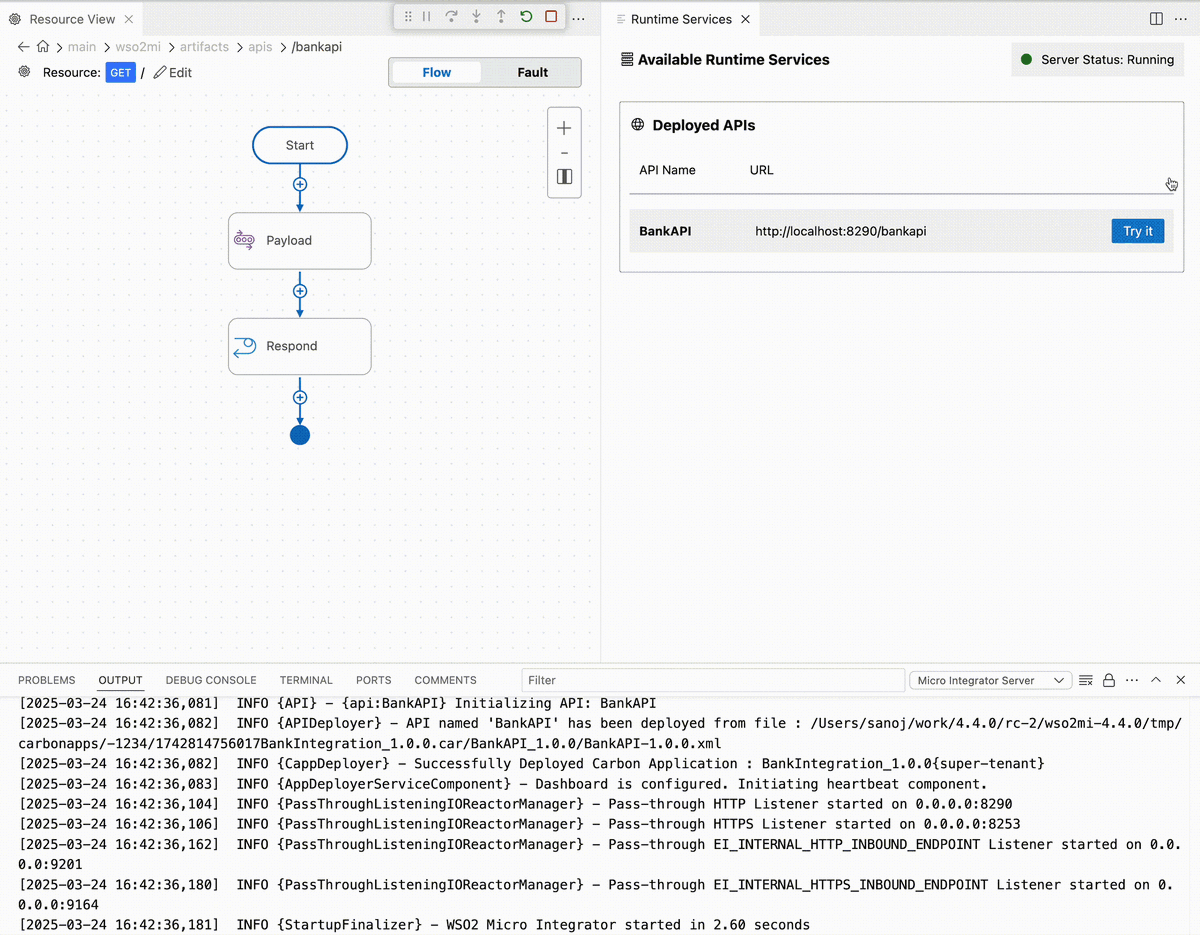 Resource View
main wso2mi artifacts apis /bankapi
Resource: GET / Edit
Flow Fault
Start
Payload
Respond
Runtime Services
Available Runtime Services
Server Status: Running
Deployed APIs
API Name URL
BankAPI http://localhost:8290/bankapi Try it
PROBLEMS OUTPUT DEBUG CONSOLE TERMINAL PORTS COMMENTS Filter Micro Integrator Server
[2025-03-24 16:42:36,081] INFO {API} – {api:BankAPI} Initializing API: BankAPI
[2025-03-24 16:42:36,082] INFO {APIDeployer} – API named 'BankAPI' has been deployed from file : /Users/sanoj/work/4.4.0/rc-2/wso2mi-4.4.0/tmp/
carbonapps/-1234/1742814756017BankIntegration_1.0.0.car/BankAPI_1.0.0/BankAPI-1.0.0.xml
[2025-03-24 16:42:36,082] INFO {CappDeployer} – Successfully Deployed Carbon Application : BankIntegration_1.0.0{super-tenant}
[2025-03-24 16:42:36,083] INFO {AppDeployerServiceComponent} – Dashboard is configured. Initiating heartbeat component.
[2025-03-24 16:42:36,104] INFO {PassThroughListeningIOReactorManager} – Pass-through HTTP Listener started on 0.0.0.0:8290
[2025-03-24 16:42:36,106] INFO {PassThroughListeningIOReactorManager} – Pass-through HTTPS Listener started on 0.0.0.0:8253
[2025-03-24 16:42:36,162] INFO {PassThroughListeningIOReactorManager} – Pass-through EI_INTERNAL_HTTP_INBOUND_ENDPOINT Listener started on 0.0.
0.0:9201
[2025-03-24 16:42:36,180] INFO {PassThroughListeningIOReactorManager} – Pass-through EI_INTERNAL_HTTPS_INBOUND_ENDPOINT Listener started on 0.
0.0.0:9164
[2025-03-24 16:42:36,181] INFO {StartupFinalizer} – WSO2 Micro Integrator started in 2.60 seconds